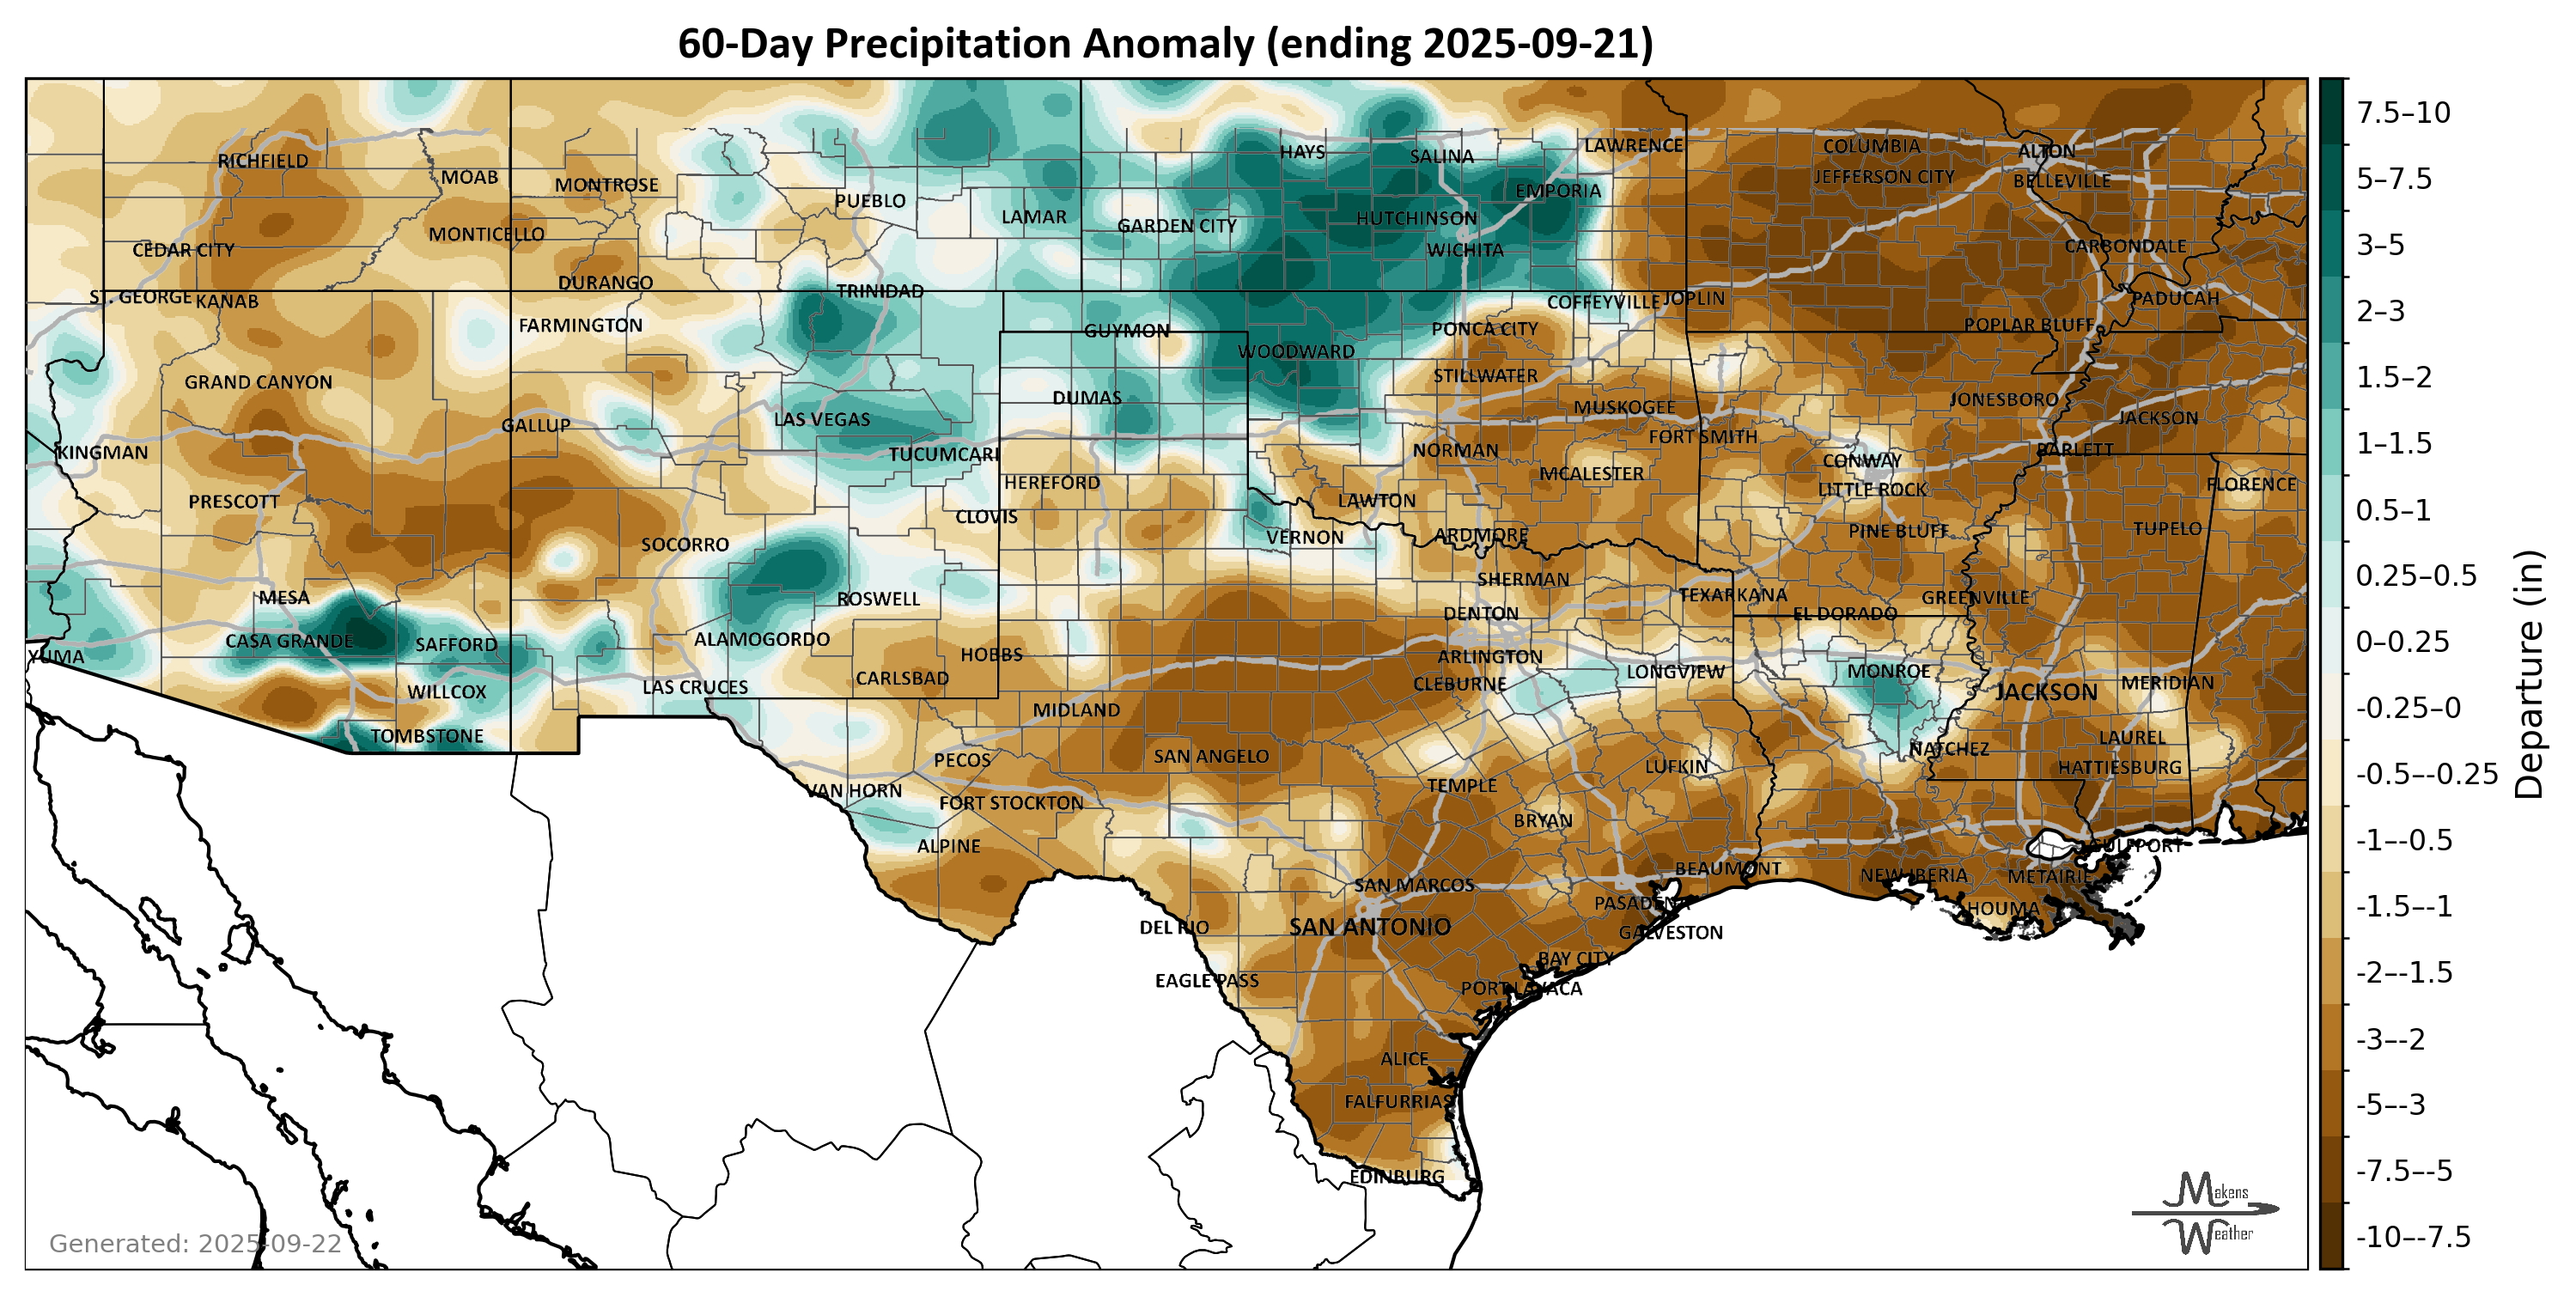 60-Day Precipitation Anomaly (ending 2025-09-21)
RICHFIELD
MOAB
MONTROSE
PUEBLO
LAMAR
HAYS
SALINA
LAWRENCE
COLUMBIA
ALTON
JEFFERSON CITY
BELLEVILLE
EMPORIA
GARDEN CITY
HUTCHINSON
WICHITA
CEDAR CITY
MONTICELLO
DURANGO
TRINIDAD
CARBONDALE
ST. GEORGE
KANAB
FARMINGTON
GUYMON
WOODWARD
PONCA CITY
COFFEYVILLE
JOPLIN
PADUCAH
POPLAR BLUFF
GRAND CANYON
DUMAS
STILLWATER
MUSKOGEE
JONESBORO
JACKSON
GALLUP
LAS VEGAS
TUCUMCARI
NORMAN
FORT SMITH
BARLETT
KINGMAN
CONWAY
MCALESTER
PRESCOTT
HEREFORD
LAWTON
LITTLE ROCK
FLORENCE
CLOVIS
VERNON
ARDMORE
PINE BLUFF
TUPELO
SOCORRO
SHERMAN
MESA
ROSWELL
TEXARKANA
GREENVILLE
DENTON
EL DORADO
CASA GRANDE
SAFFORD
ALAMOGORDO
HOBBS
ARLINGTON
YUMA
LONGVIEW
MONROE
CARLSBAD
CLEBURNE
LAS CRUCES
WILLCOX
JACKSON
MERIDIAN
MIDLAND
TOMBSTONE
SAN ANGELO
NATCHEZ
LAUREL
PECOS
LUFKIN
HATTIESBURG
VAN HORN
FORT STOCKTON
TEMPLE
BRYAN
ALPINE
GULFPORT
SAN MARCOS
BEAUMONT
NEW IBERIA
METAIRIE
PASADENA
HOUMA
DEL RIO
SAN ANTONIO
GALVESTON
BAY CITY
EAGLE PASS
PORT LAVACA
ALICE
FALFURRIAS
EDINBURG
7.5–10
5–7.5
3–5
2–3
1.5–2
1–1.5
0.5–1
0.25–0.5
0–0.25
-0.25–0
-0.5–-0.25
-1–-0.5
-1.5–-1
-2–-1.5
-3–-2
-5–-3
-7.5–-5
-10–-7.5
Departure (in)
Makens
Weather
Generated: 2025-09-22